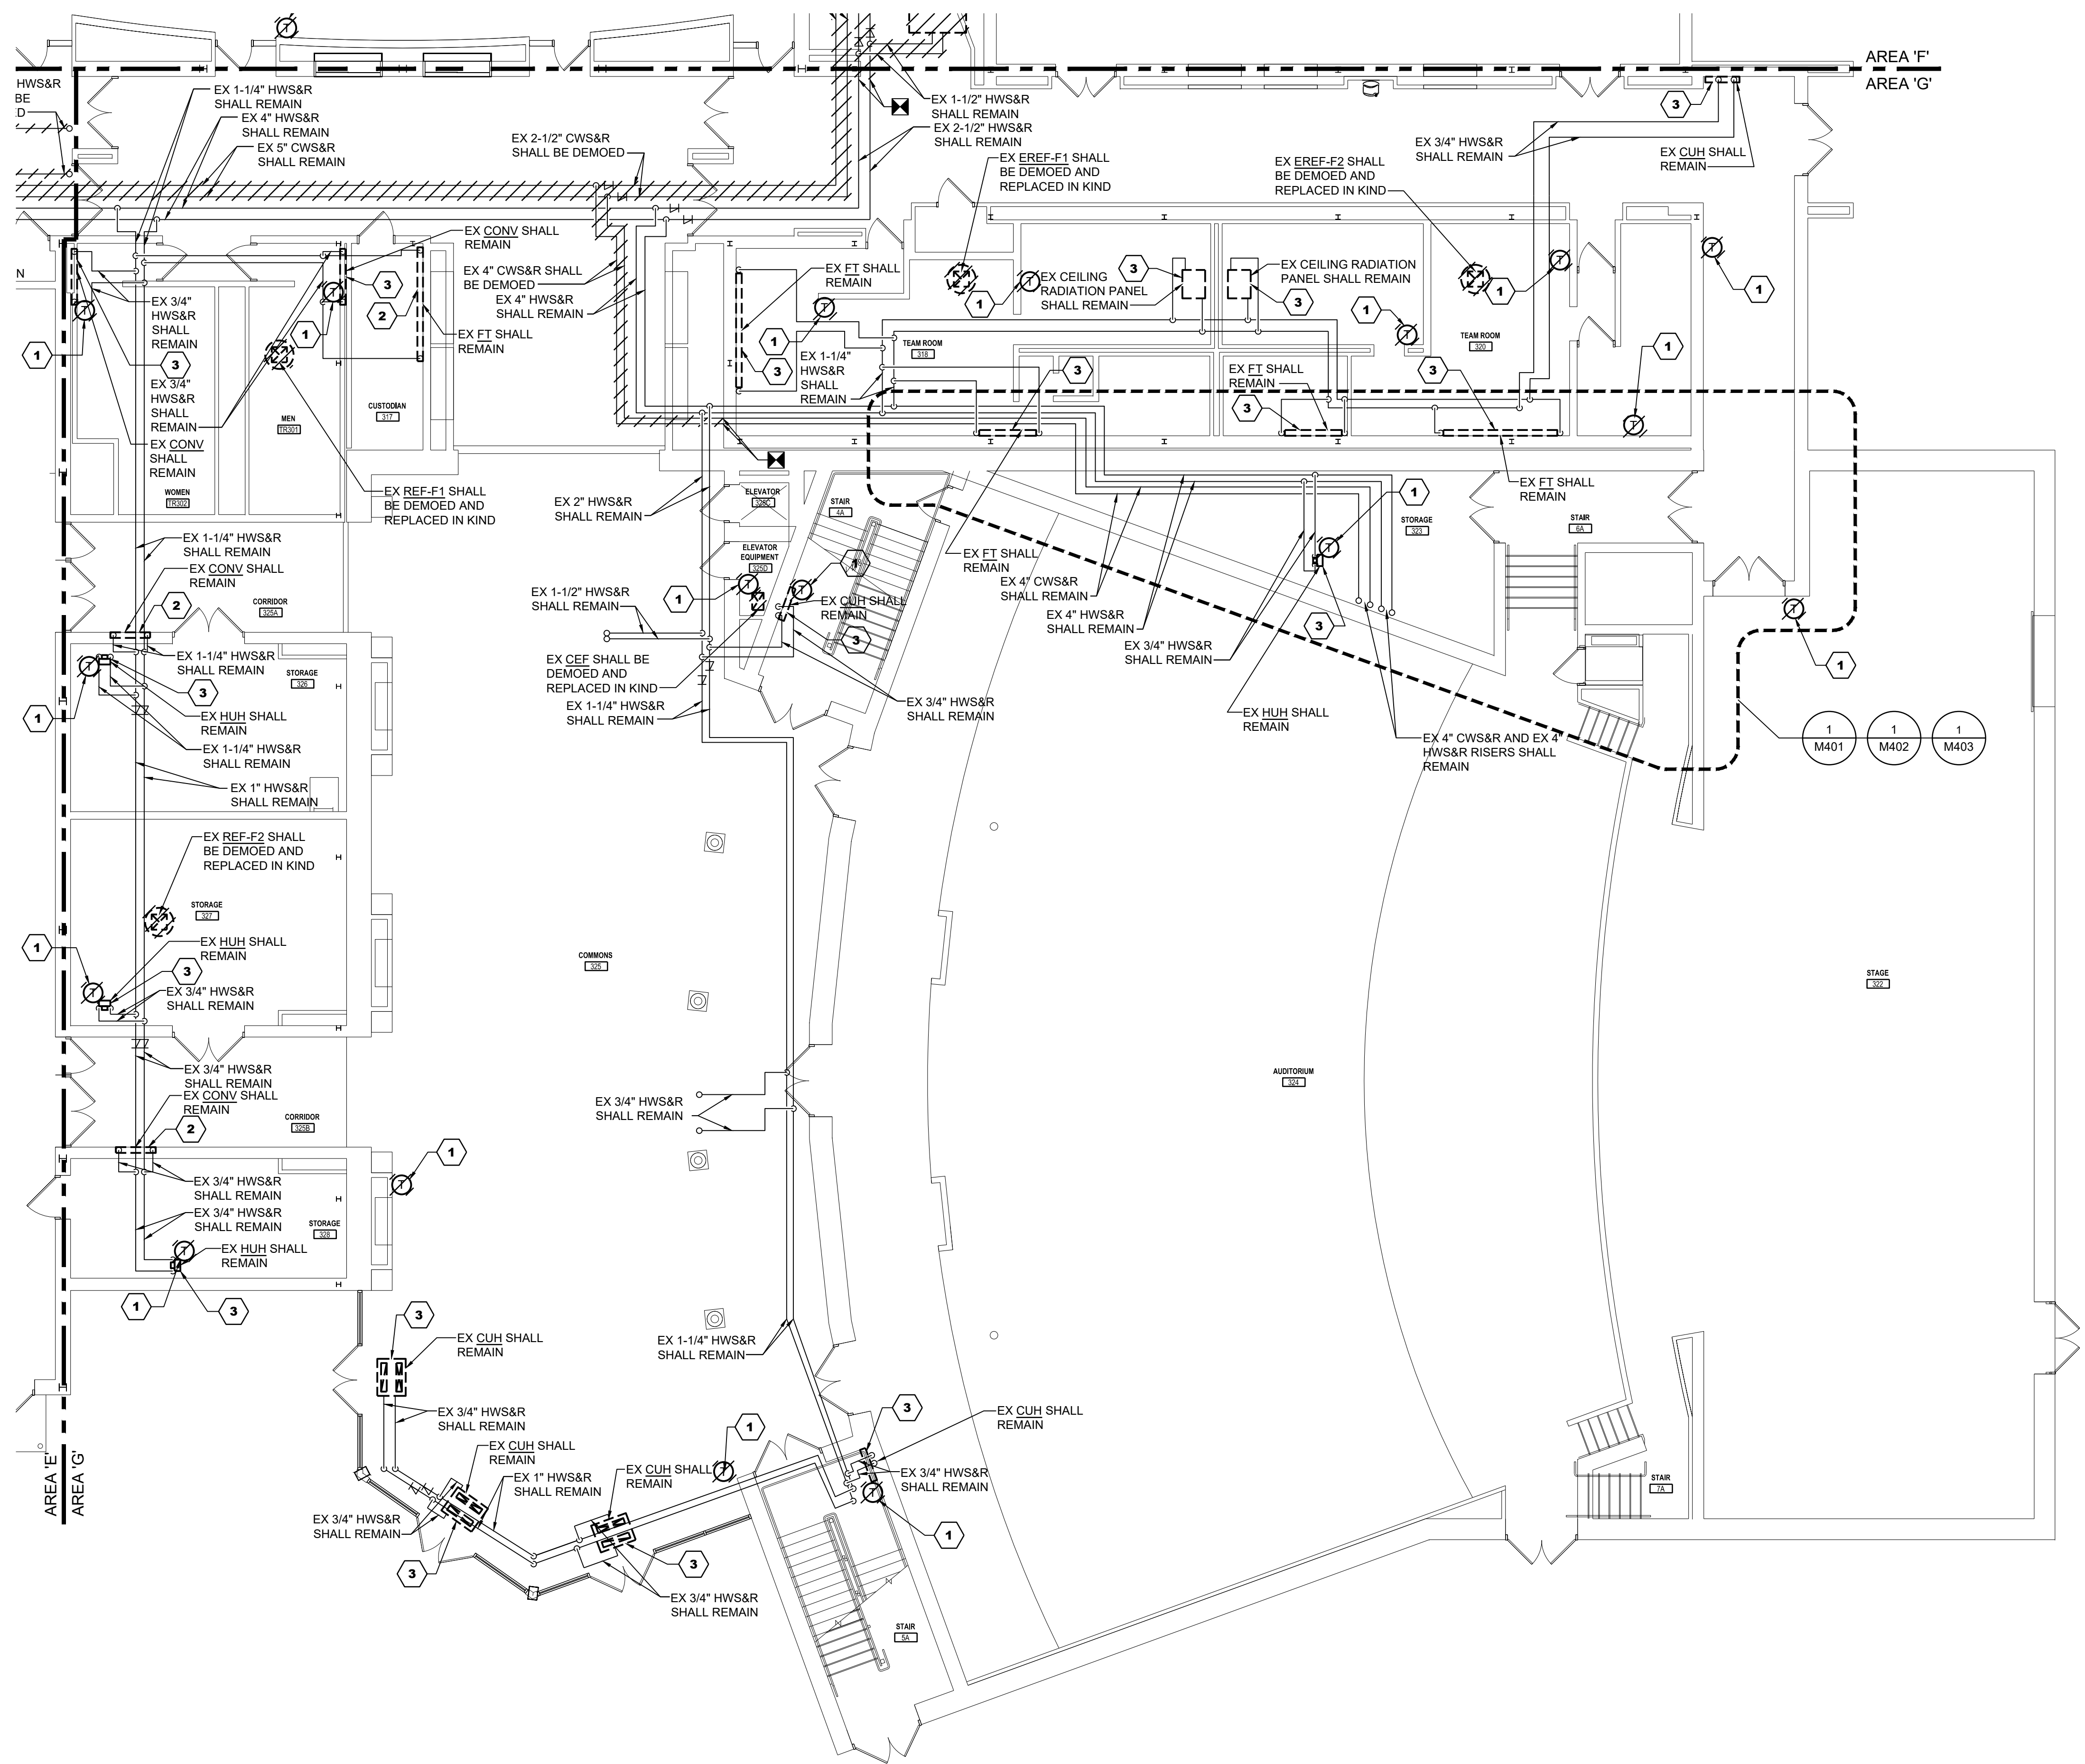 AREA 'F'
AREA 'G'
HWS&R
BE
D
EX 1-1/4" HWS&R
SHALL REMAIN
EX 4" HWS&R
SHALL REMAIN
EX 5" CWS&R
SHALL REMAIN
EX 2-1/2" CWS&R
SHALL BE DEMOED
EX 1-1/2" HWS&R
SHALL REMAIN
EX 2-1/2" HWS&R
SHALL REMAIN
EX EREF-F1 SHALL
BE DEMOED AND
REPLACED IN KIND
EX EREF-F2 SHALL
BE DEMOED AND
REPLACED IN KIND
EX 3/4" HWS&R
SHALL REMAIN
3
EX CUH SHALL
REMAIN
N
EX CONV SHALL
REMAIN
EX 4" CWS&R SHALL
BE DEMOED
EX 4" HWS&R
SHALL REMAIN
EX FT SHALL
REMAIN
EX CEILING
RADIATION PANEL
SHALL REMAIN
EX CEILING RADIATION
PANEL SHALL REMAIN
T
1
3
2
EX 3/4"
HWS&R
SHALL
REMAIN
EX 3/4"
HWS&R
SHALL
REMAIN
EX CONV
SHALL
REMAIN
EX FT SHALL
REMAIN
EX 1-1/4"
HWS&R
SHALL
REMAIN
TEAM ROOM
318
TEAM ROOM
320
EX FT SHALL
REMAIN
MEN
TR301
CUSTODIAN
317
WOMEN
TR302
EX REF-F1 SHALL
BE DEMOED AND
REPLACED IN KIND
EX 2" HWS&R
SHALL REMAIN
ELEVATOR
325C
STAIR
4A
ELEVATOR
EQUIPMENT
325D
EX FT SHALL
REMAIN
EX 4" CWS&R
SHALL REMAIN
EX 4" HWS&R
SHALL REMAIN
EX 3/4" HWS&R
SHALL REMAIN
STORAGE
323
EX FT SHALL
REMAIN
STAIR
6A
EX 1-1/4" HWS&R
SHALL REMAIN
EX CONV SHALL
REMAIN
CORRIDOR
325A
EX 1-1/2" HWS&R
SHALL REMAIN
EX CUH SHALL
REMAIN
EX CEF SHALL BE
DEMOED AND
REPLACED IN KIND
EX 1-1/4" HWS&R
SHALL REMAIN
EX 3/4" HWS&R
SHALL REMAIN
EX HUH SHALL
REMAIN
EX 4" CWS&R AND EX 4"
HWS&R RISERS SHALL
REMAIN
1
M401
1
M402
1
M403
EX 1-1/4" HWS&R
SHALL REMAIN
STORAGE
326
EX HUH SHALL
REMAIN
EX 1-1/4" HWS&R
SHALL REMAIN
EX 1" HWS&R
SHALL REMAIN
EX REF-F2 SHALL
BE DEMOED AND
REPLACED IN KIND
STORAGE
327
EX HUH SHALL
REMAIN
EX 3/4" HWS&R
SHALL REMAIN
COMMONS
325
STAGE
322
AUDITORIUM
324
EX 3/4" HWS&R
SHALL REMAIN
EX CONV SHALL
REMAIN
CORRIDOR
325B
EX 3/4" HWS&R
SHALL REMAIN
EX 3/4" HWS&R
SHALL REMAIN
EX 3/4" HWS&R
SHALL REMAIN
STORAGE
328
EX HUH SHALL
REMAIN
EX CUH SHALL
REMAIN
EX 1-1/4" HWS&R
SHALL REMAIN
EX 3/4" HWS&R
SHALL REMAIN
EX CUH SHALL
REMAIN
EX 1" HWS&R
SHALL REMAIN
EX CUH SHALL
REMAIN
EX CUH SHALL
REMAIN
EX 3/4" HWS&R
SHALL REMAIN
EX 3/4" HWS&R
SHALL REMAIN
EX 3/4" HWS&R
SHALL REMAIN
STAIR
5A
STAIR
7A
AREA 'E'
AREA 'G'